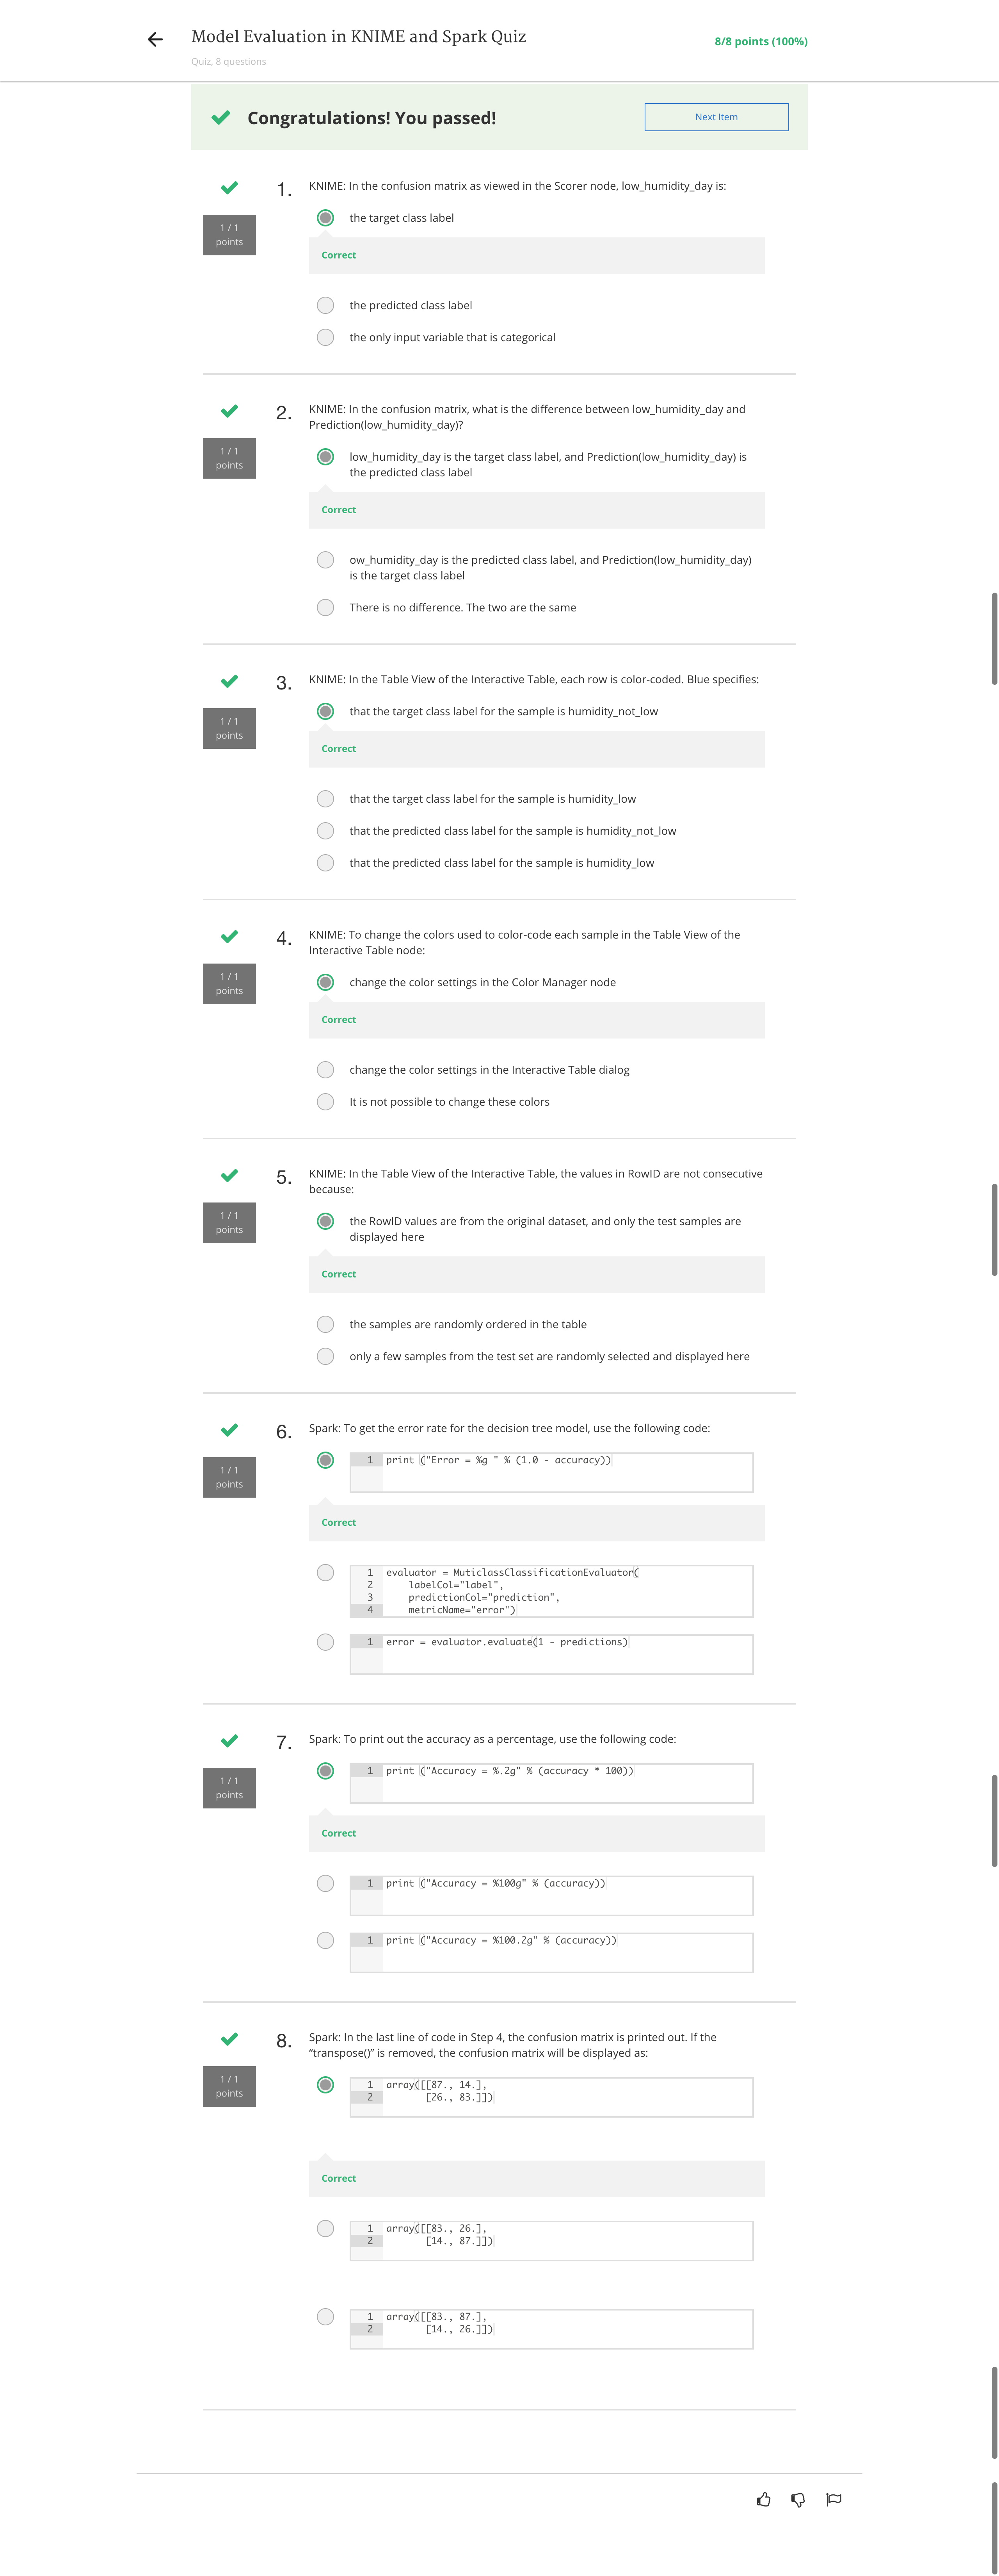 Model Evaluation in KNIME and Spark Quiz
8/8 points (100%)
Quiz, 8 questions
Congratulations! You passed!
Next Item
1 / 1
points
1.
KNIME: In the confusion matrix as viewed in the Scorer node, low_humidity_day is:
the target class label
Correct
the predicted class label
the only input variable that is categorical
1 / 1
points
2.
KNIME: In the confusion matrix, what is the difference between low_humidity_day and
Prediction(low_humidity_day)?
low_humidity_day is the target class label, and Prediction(low_humidity_day) is
the predicted class label
Correct
ow_humidity_day is the predicted class label, and Prediction(low_humidity_day)
is the target class label
There is no difference. The two are the same
1 / 1
points
3.
KNIME: In the Table View of the Interactive Table, each row is color-coded. Blue specifies:
that the target class label for the sample is humidity_not_low
Correct
that the target class label for the sample is humidity_low
that the predicted class label for the sample is humidity_not_low
that the predicted class label for the sample is humidity_low
1 / 1
points
4.
KNIME: To change the colors used to color-code each sample in the Table View of the
Interactive Table node:
change the color settings in the Color Manager node
Correct
change the color settings in the Interactive Table dialog
It is not possible to change these colors
1 / 1
points
5.
KNIME: In the Table View of the Interactive Table, the values in RowID are not consecutive
because:
the RowID values are from the original dataset, and only the test samples are
displayed here
Correct
the samples are randomly ordered in the table
only a few samples from the test set are randomly selected and displayed here
1 / 1
points
6.
Spark: To get the error rate for the decision tree model, use the following code:
1 print ("Error = %g " % (1.0 - accuracy))
Correct
1 evaluator = MuticlassClassificationEvaluator(
2 labelCol="label",
3 predictionCol="prediction",
4 metricName="error")
1 error = evaluator.evaluate(1 - predictions)
1 / 1
points
7.
Spark: To print out the accuracy as a percentage, use the following code:
1 print ("Accuracy = %.2g" % (accuracy * 100))
Correct
1 print ("Accuracy = %100g" % (accuracy))
1 print ("Accuracy = %100.2g" % (accuracy))
1 / 1
points
8.
Spark: In the last line of code in Step 4, the confusion matrix is printed out. If the
“transpose()” is removed, the confusion matrix will be displayed as:
1 array([[87., 14.],
2 [26., 83.]])
Correct
1 array([[83., 26.],
2 [14., 87.]])
1 array([[83., 87.],
2 [14., 26.]])